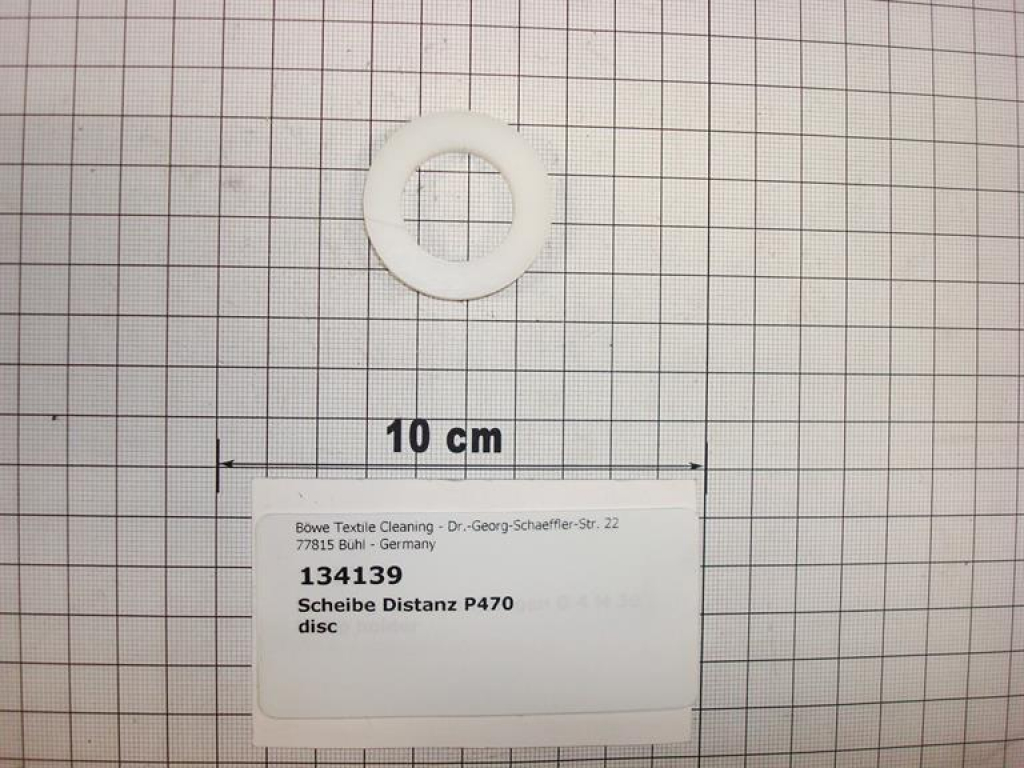 10 cm
Böwe Textile Cleaning - Dr.-Georg-Schaeffler-Str. 22
77815 Bühl - Germany
134139
Scheibe Distanz P470
disc